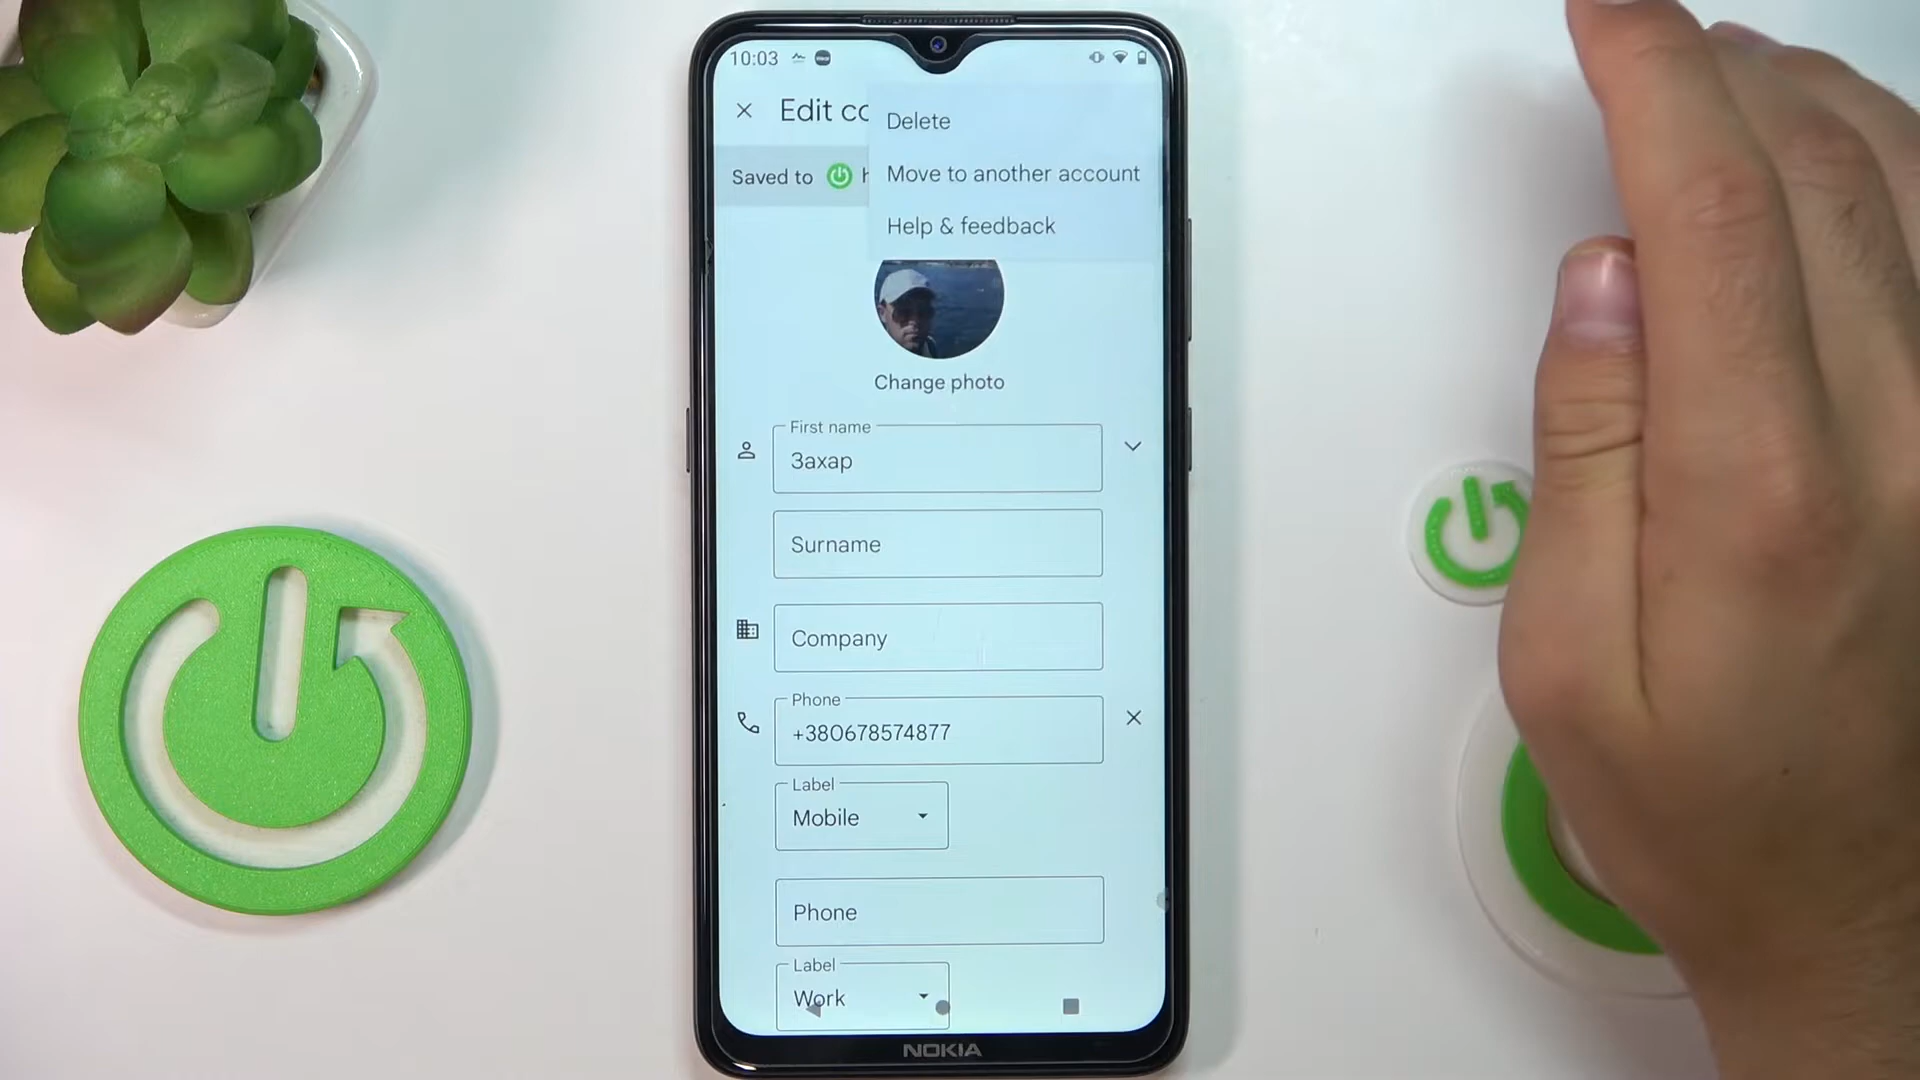 10:03
Edit co
Delete
Saved to
Move to another account
Help & feedback
Change photo
First name
Захар
Surname
Company
Phone
+380678574877
Label
Mobile
Phone
Label
Work
NOKIA